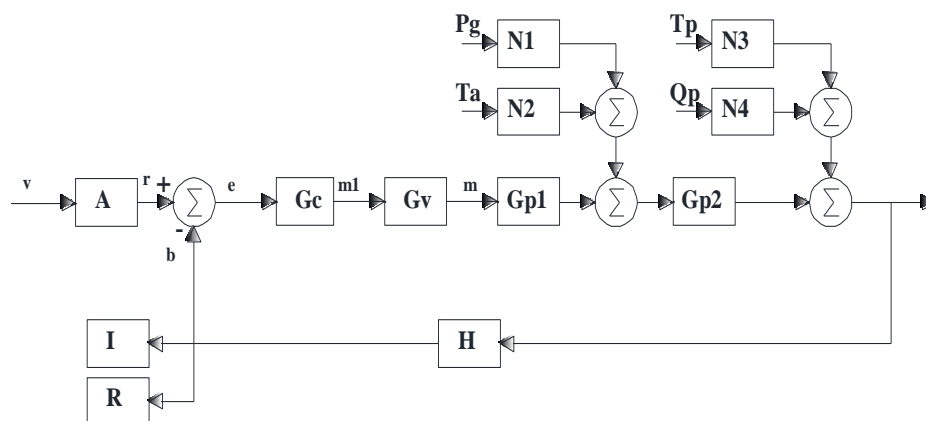 Pg N1 Tp N3
Ta N2 Σ Qp N4 Σ
v A r + Σ e Gc m1 Gv m Gp1 Σ Gp2 Σ
-
b
I H
R